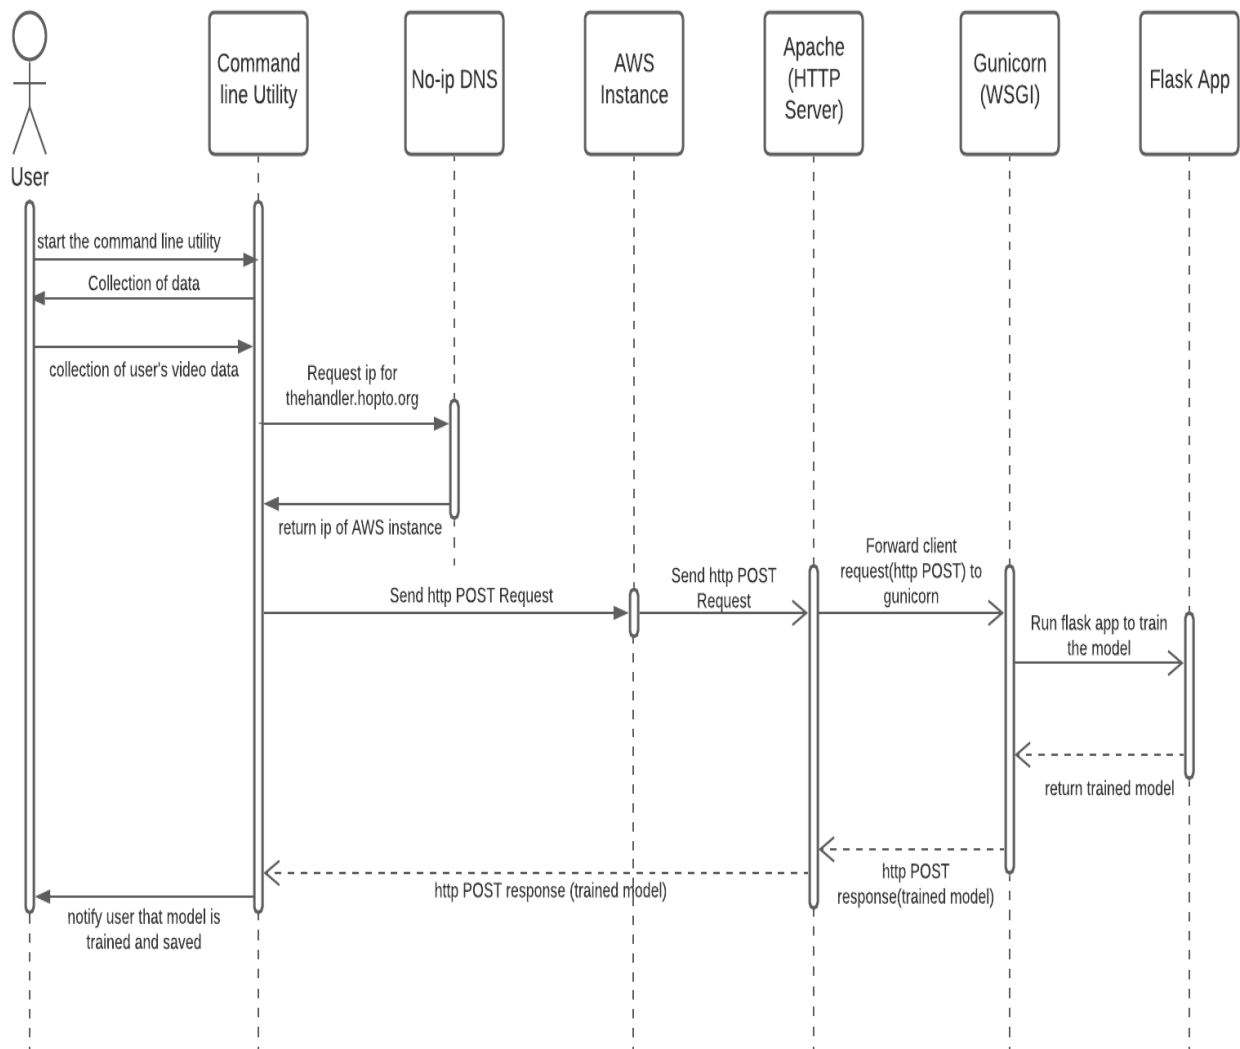 Command
line Utility
No-ip DNS
AWS
Instance
Apache
(HTTP
Server)
Gunicorn
(WSGI)
Flask App
User
start the command line utility
Collection of data
collection of user's video data
Request ip for
thehandler.hopto.org
return ip of AWS instance
Send http POST Request
Send http POST
Request
Forward client
request(http POST) to
gunicorn
Run flask app to train
the model
return trained model
http POST
response(trained model)
http POST response (trained model)
notify user that model is
trained and saved